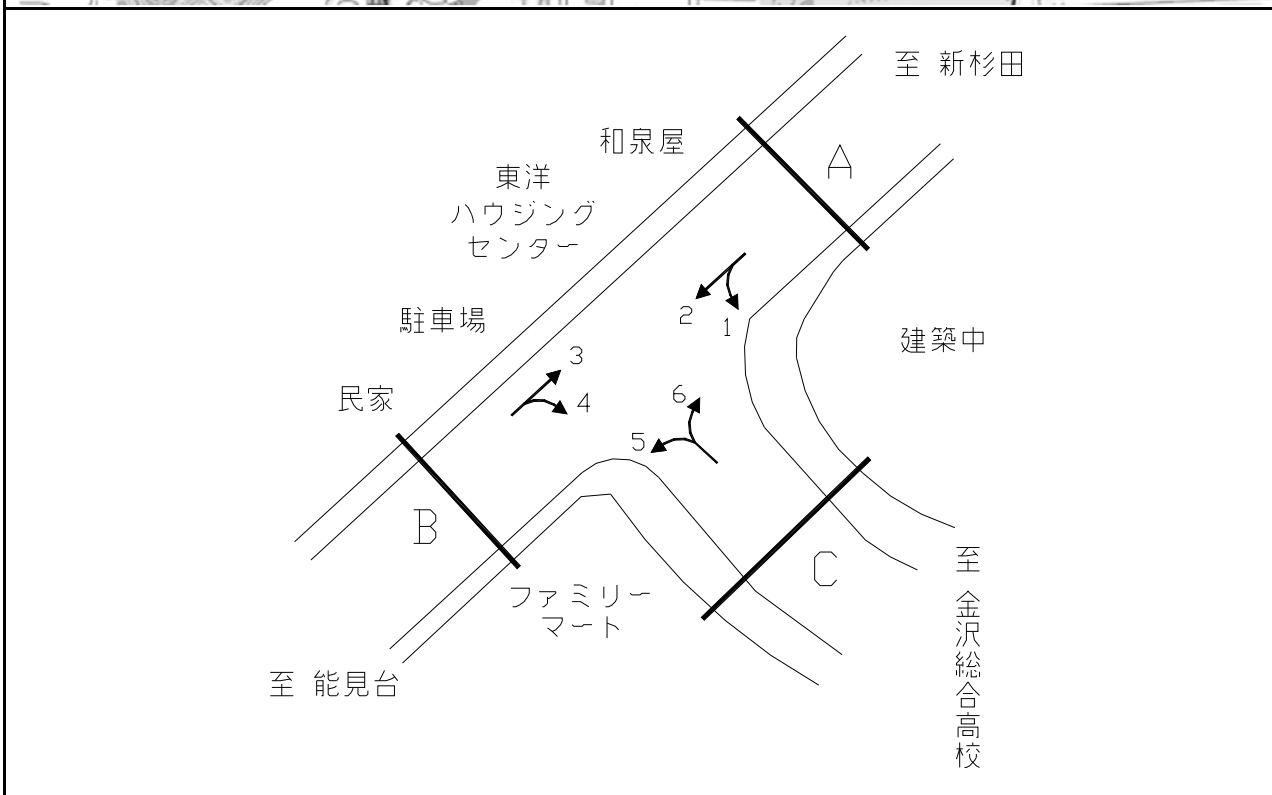 至 新杉田
和泉屋
A
東洋
ハウジング
センター
2
1
駐車場
建築中
3
民家
4
6
5
B
C
ファミリー
マート
至 金沢総合高校
至 能見台